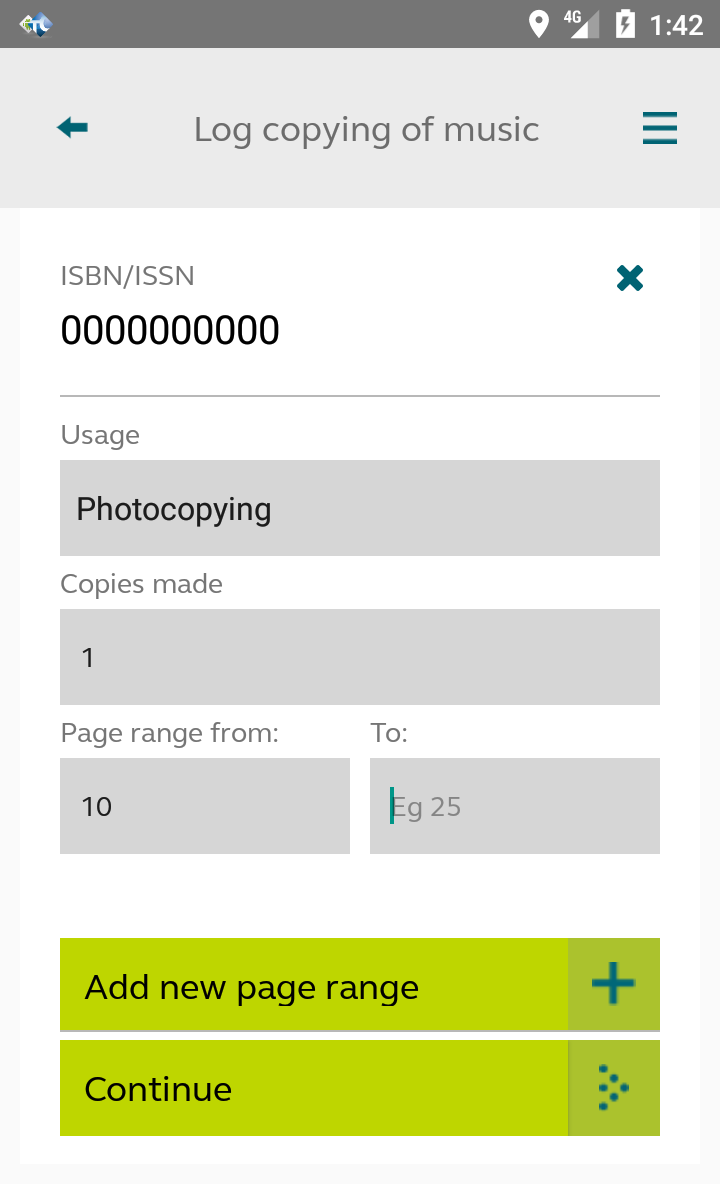 4G 1:42
Log copying of music
ISBN/ISSN
0000000000
Usage
Photocopying
Copies made
1
Page range from: To:
10 Eg 25
Add new page range
Continue